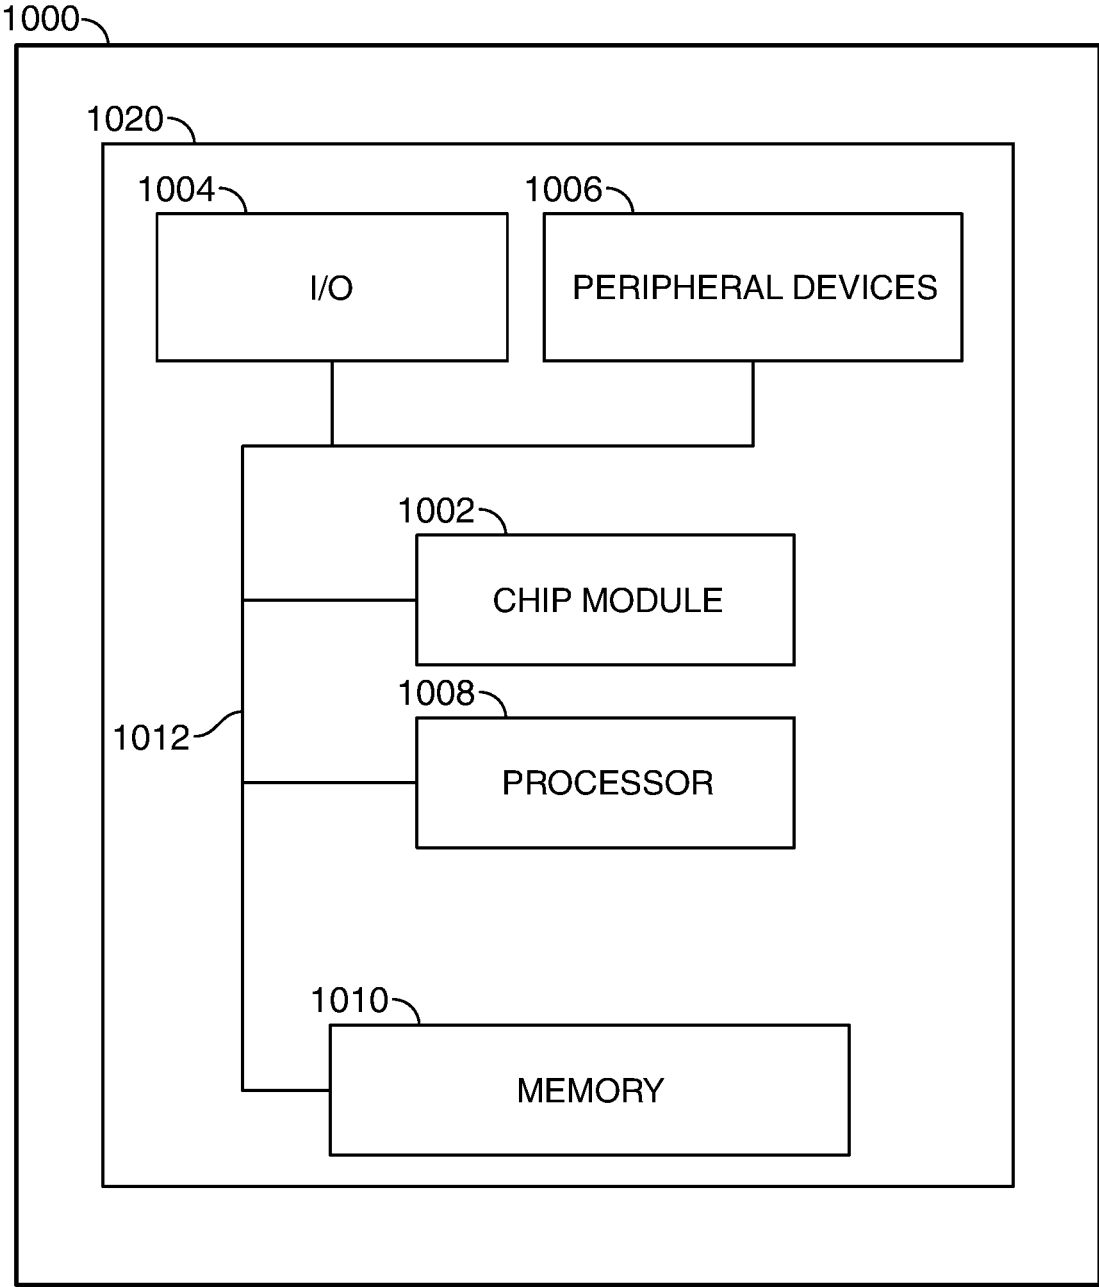 1000
1020
1004
1006
I/O
PERIPHERAL DEVICES
1002
CHIP MODULE
1008
1012
PROCESSOR
1010
MEMORY